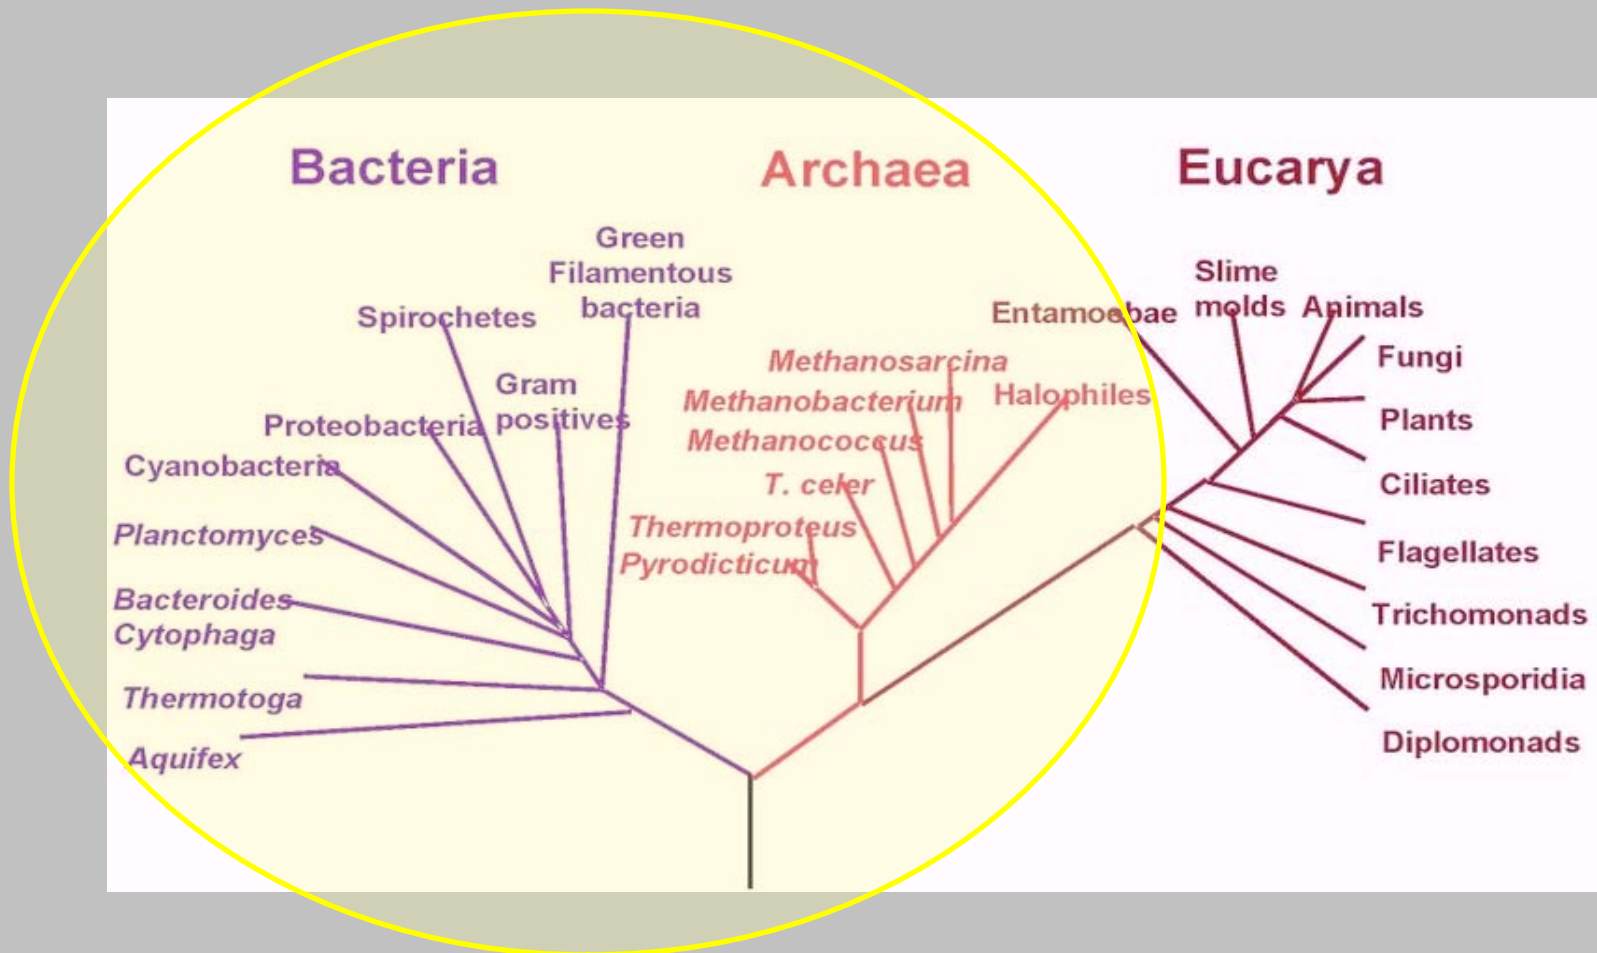 Bacteria
Archaea
Eucarya
Green
Filamentous
bacteria
Spirochetes
Gram
positives
Proteobacteria
Cyanobacteria
Planctomyces
Bacteroides
Cytophaga
Thermotoga
Aquifex
Methanosarcina
Methanobacterium
Halophiles
Methanococcus
T. celer
Thermoproteus
Pyrodicticum
Entamoebae
Slime
molds
Animals
Fungi
Plants
Ciliates
Flagellates
Trichomonads
Microsporidia
Diplomonads